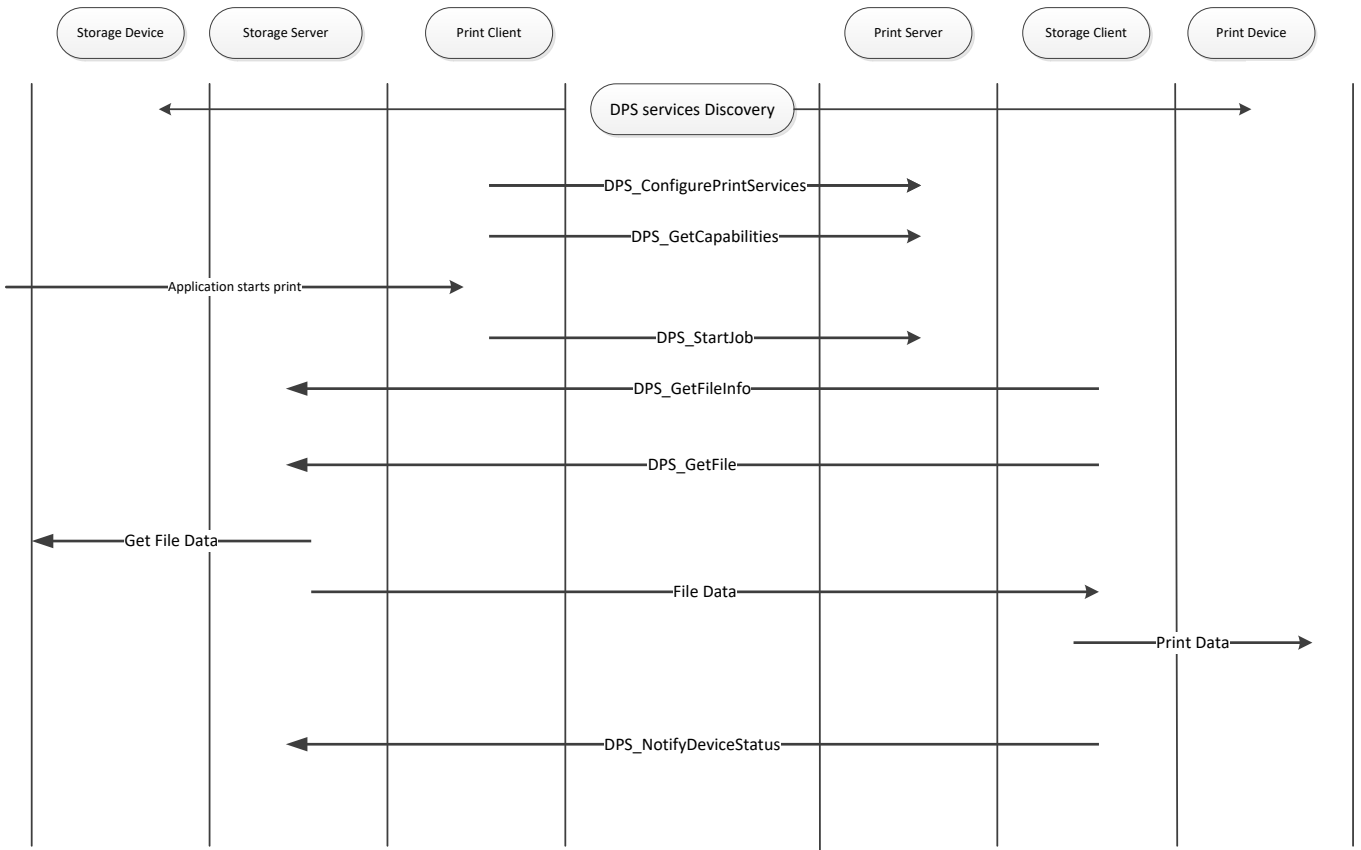 Storage Device
Storage Server
Print Client
Print Server
Storage Client
Print Device
DPS services Discovery
DPS_ConfigurePrintServices
DPS_GetCapabilities
Application starts print
DPS_StartJob
DPS_GetFileInfo
DPS_GetFile
Get File Data
File Data
Print Data
DPS_NotifyDeviceStatus